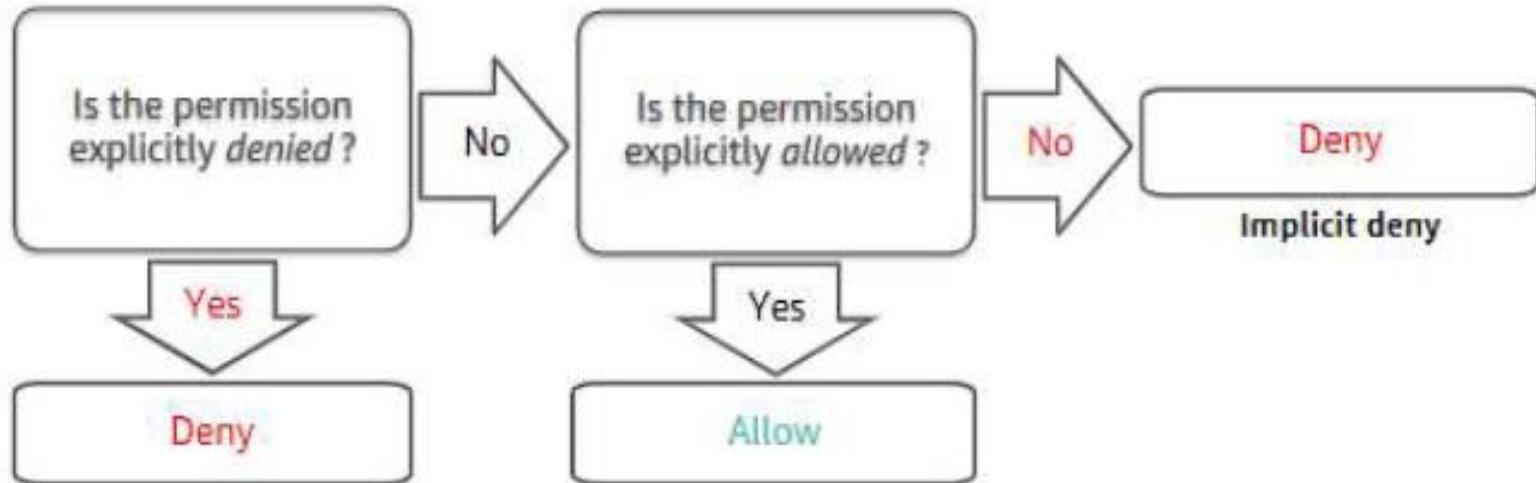 Is the permission
explicitly denied ?
No
Is the permission
explicitly allowed ?
No
Deny
Implicit deny
Yes
Yes
Deny
Allow